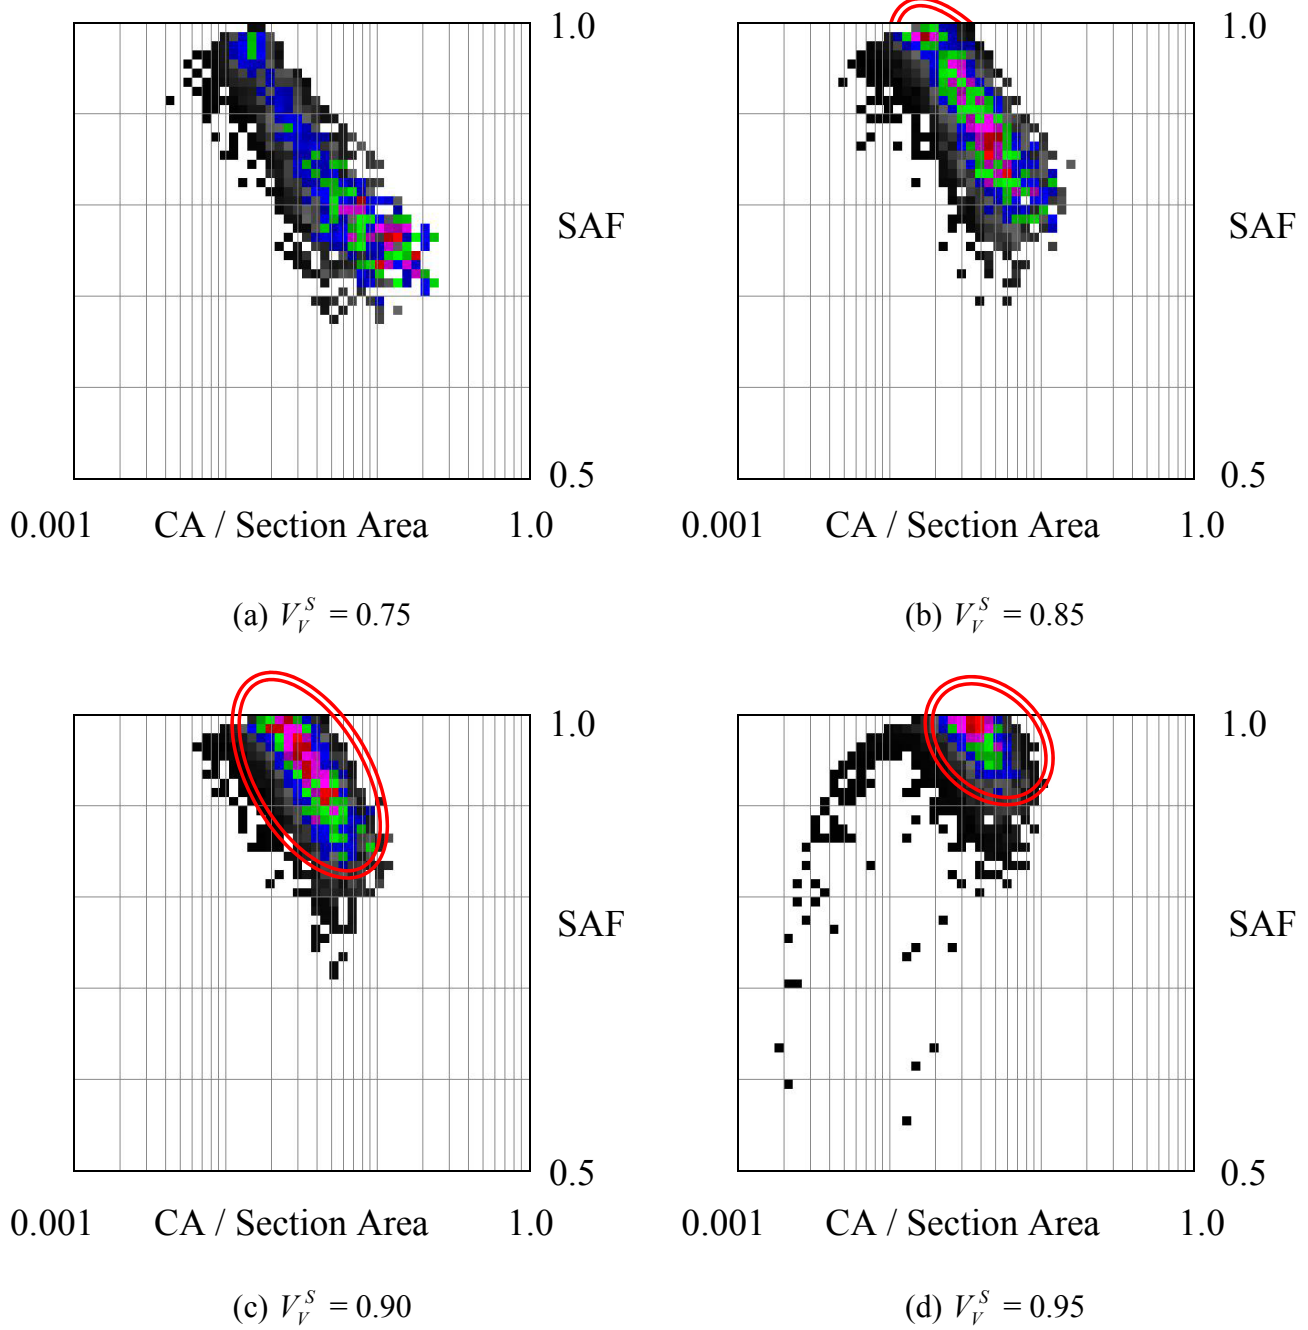 1.0 1.0
SAF SAF
0.5 0.5
0.001 CA / Section Area 1.0 0.001 CA / Section Area 1.0
(a) V_V^S = 0.75 (b) V_V^S = 0.85
1.0 1.0
SAF SAF
0.5 0.5
0.001 CA / Section Area 1.0 0.001 CA / Section Area 1.0
(c) V_V^S = 0.90 (d) V_V^S = 0.95